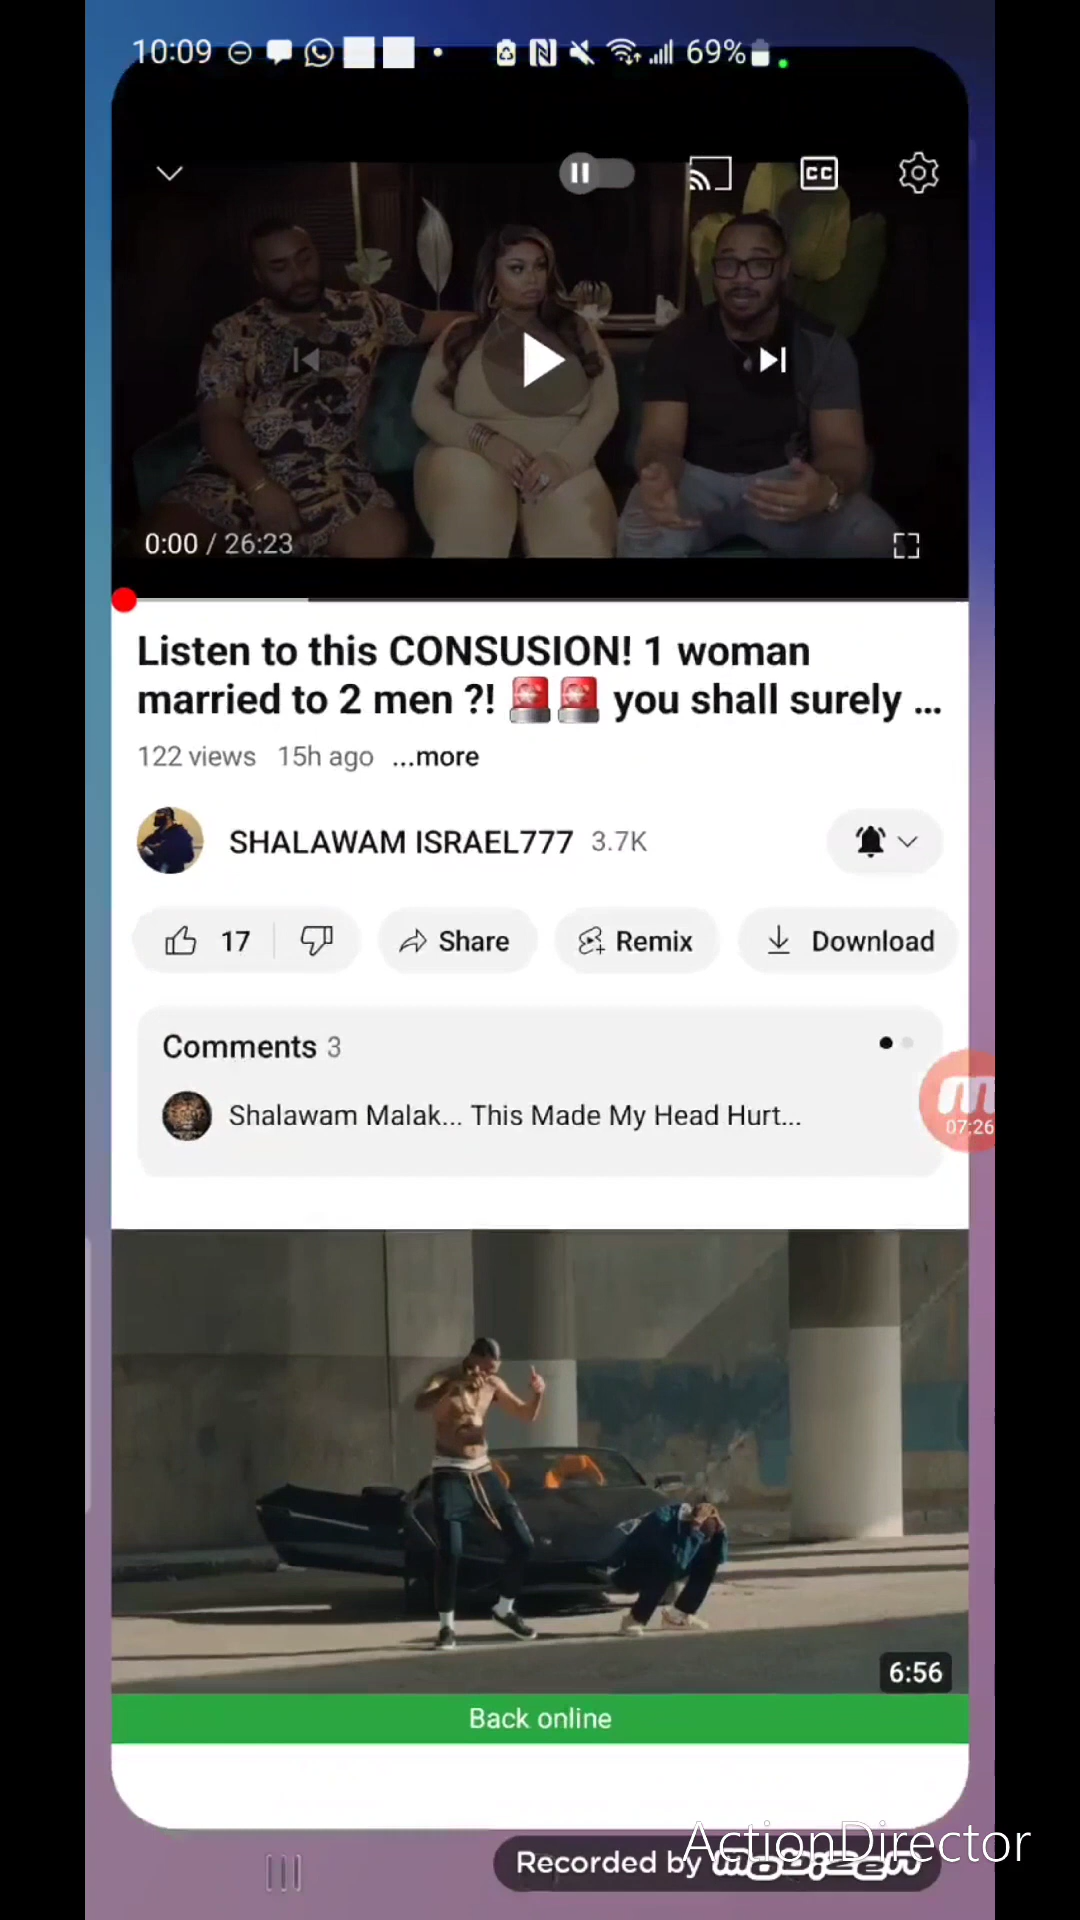 10:09
69%
CC
0:00 / 26:23
Listen to this CONSUSION! 1 woman
married to 2 men ?! 🚨🚨 you shall surely ...
122 views 15h ago ...more
SHALAWAM ISRAEL777 3.7K
17 Share Remix Download
Comments 3
Shalawam Malak... This Made My Head Hurt...
07:26
6:56
Back online
ActionDirector
Recorded by mobizen